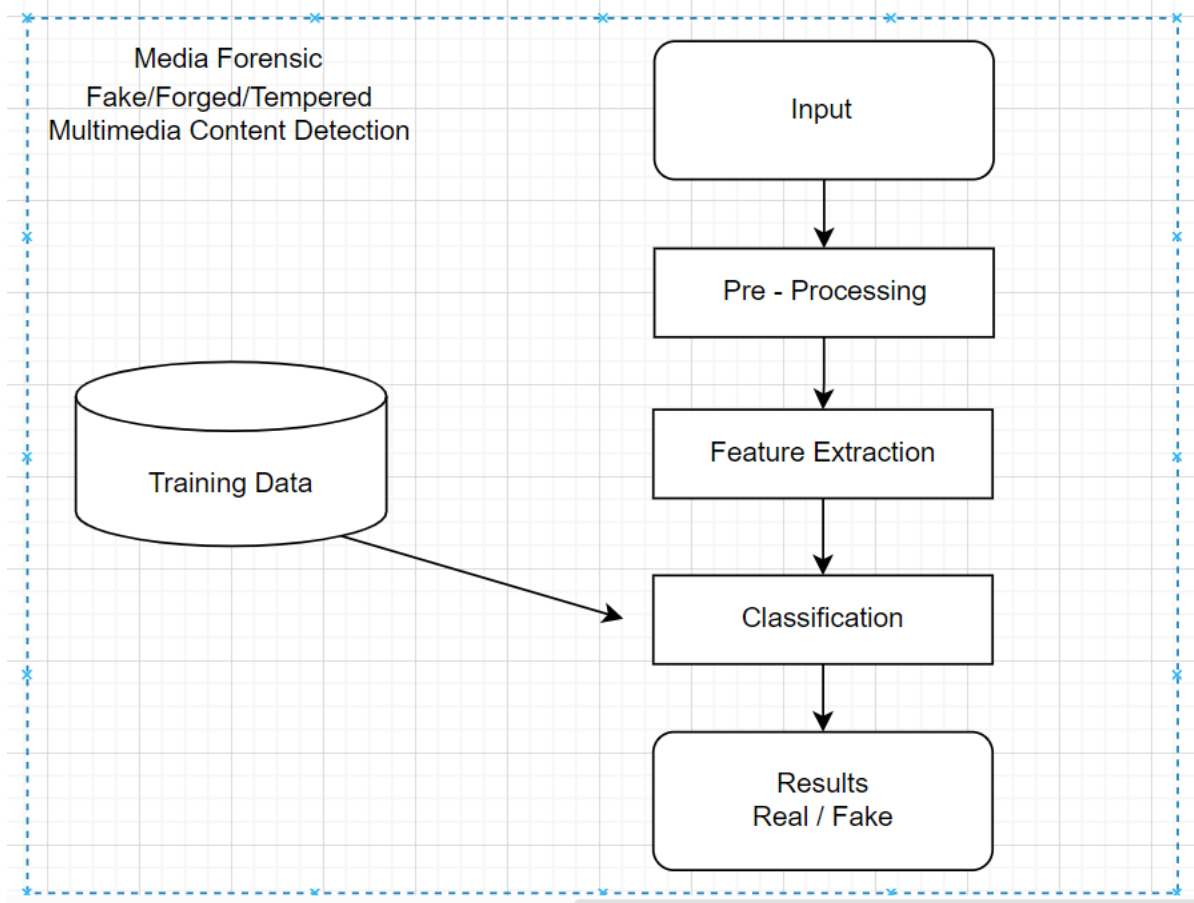 Media Forensic
Fake/Forged/Tempered
Multimedia Content Detection
Input
Pre - Processing
Feature Extraction
Training Data
Classification
Results
Real / Fake